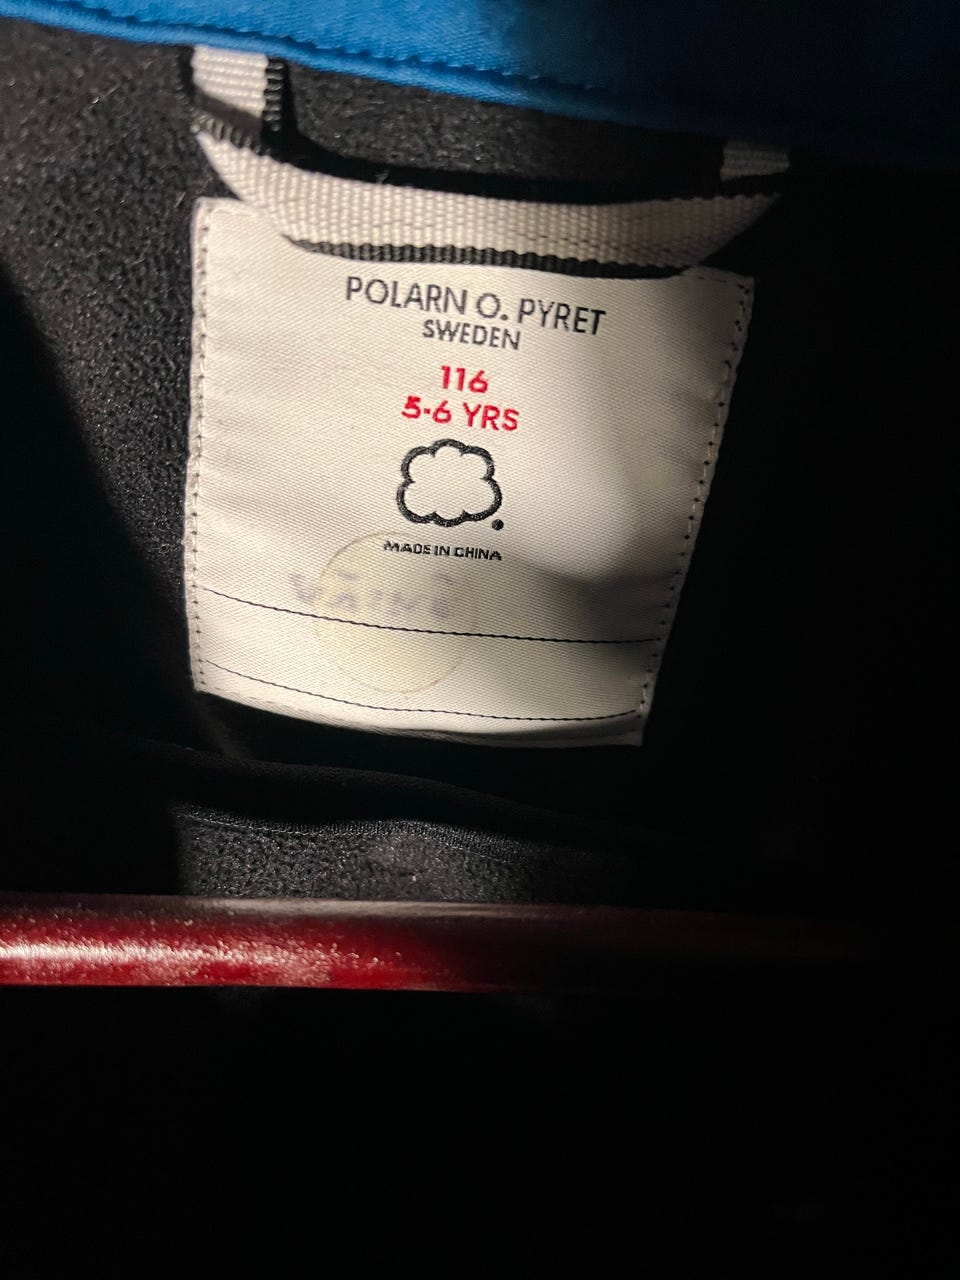 POLARN O. PYRET
SWEDEN
116
5-6 YRS
MADE IN CHINA